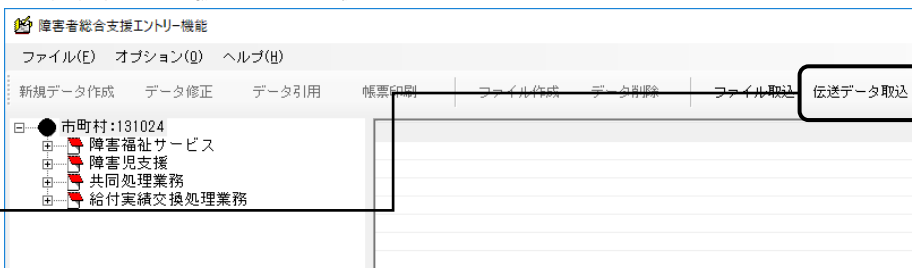 障害者総合支援エントリー機能
ファイル(F) オプション(O) ヘルプ(H)
新規データ作成 データ修正 データ引用 帳票印刷 ファイル作成 データ削除 ファイル取込 伝送データ取込
市町村:131024
障害福祉サービス
障害児支援
共同処理業務
給付実績交換処理業務